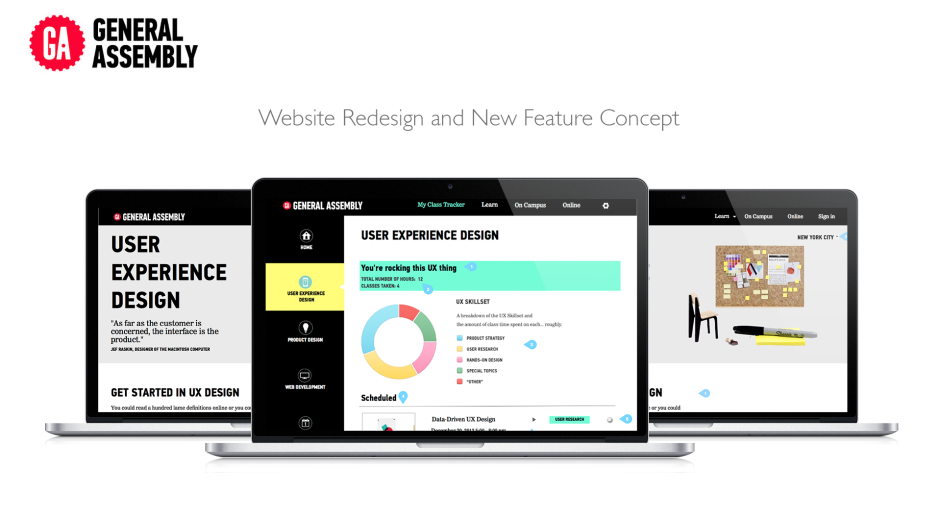 GA GENERAL
ASSEMBLY
Website Redesign and New Feature Concept
GENERAL ASSEMBLY
USER
EXPERIENCE
DESIGN
"As far as the customer is
concerned, the interface is the
product."
JEF RASKIN, DESIGNER OF THE MACINTOSH COMPUTER
GET STARTED IN UX DESIGN
You could read a hundred lame definitions online or you cou
GENERAL ASSEMBLY
My Class Tracker Learn On Campus Online
HOME
USER EXPERIENCE
DESIGN
PRODUCT DESIGN
WEB DEVELOPMENT
USER EXPERIENCE DESIGN
You're rocking this UX thing
TOTAL NUMBER OF HOURS: 12
CLASSES TAKEN: 4
UX SKILLSET
A breakdown of the UX Skillset and
the amount of class time spent on each... roughly.
PRODUCT STRATEGY
USER RESEARCH
HANDS-ON DESIGN
SPECIAL TOPICS
"OTHER"
Scheduled
Data-Driven UX Design
USER RESEARCH
Learn On Campus Online Sign in
NEW YORK CITY
Sharpie
GN
e or you could